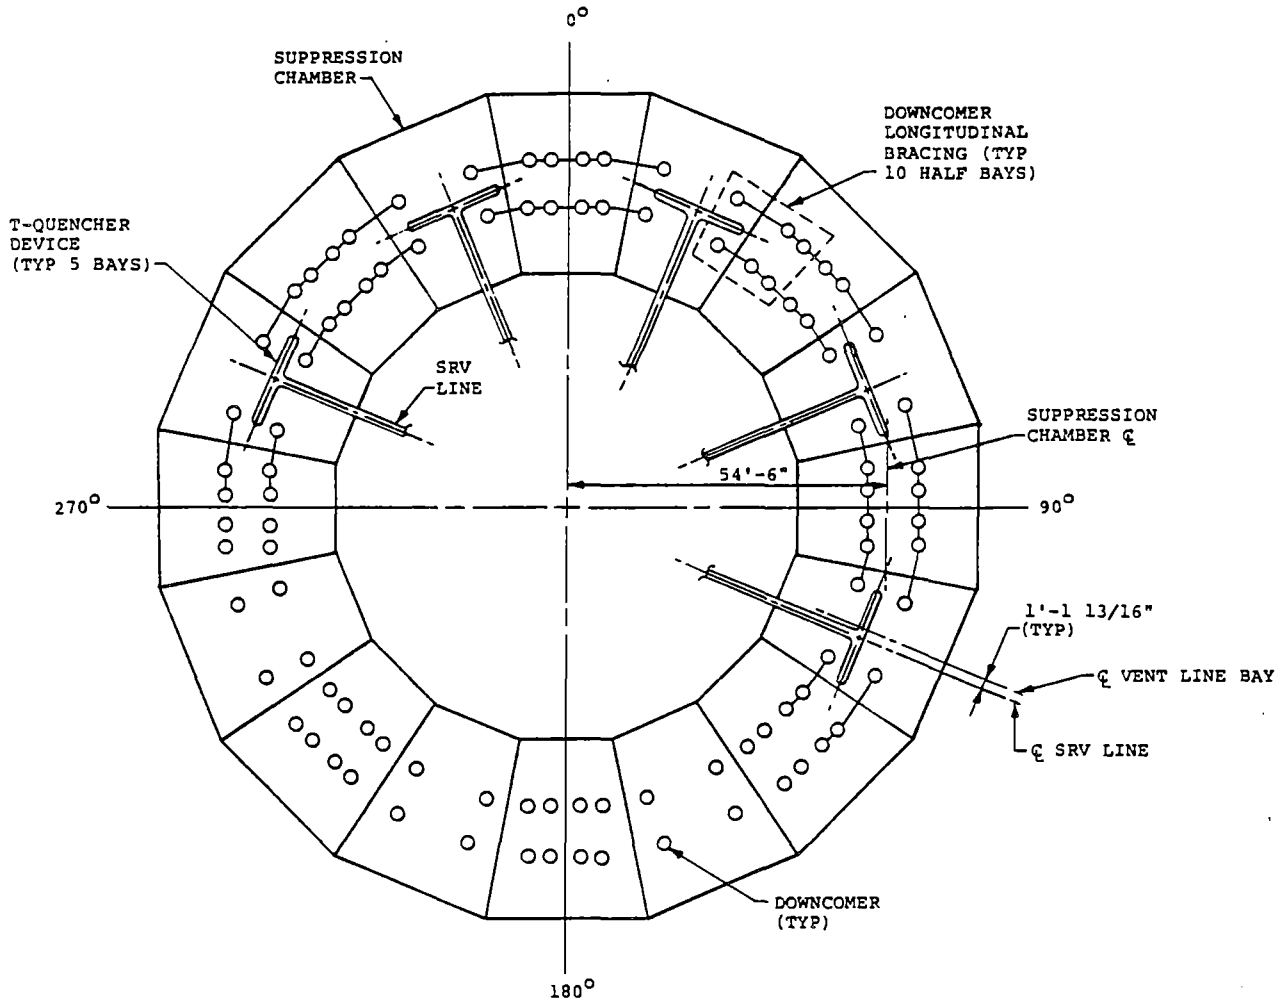 0°
SUPPRESSION
CHAMBER
DOWNCOMER
LONGITUDINAL
BRACING (TYP
10 HALF BAYS)
T-QUENCHER
DEVICE
(TYP 5 BAYS)
SRV
LINE
SUPPRESSION
CHAMBER ℄
54'-6"
270°
90°
1'-1 13/16"
(TYP)
℄ VENT LINE BAY
℄ SRV LINE
DOWNCOMER
(TYP)
180°